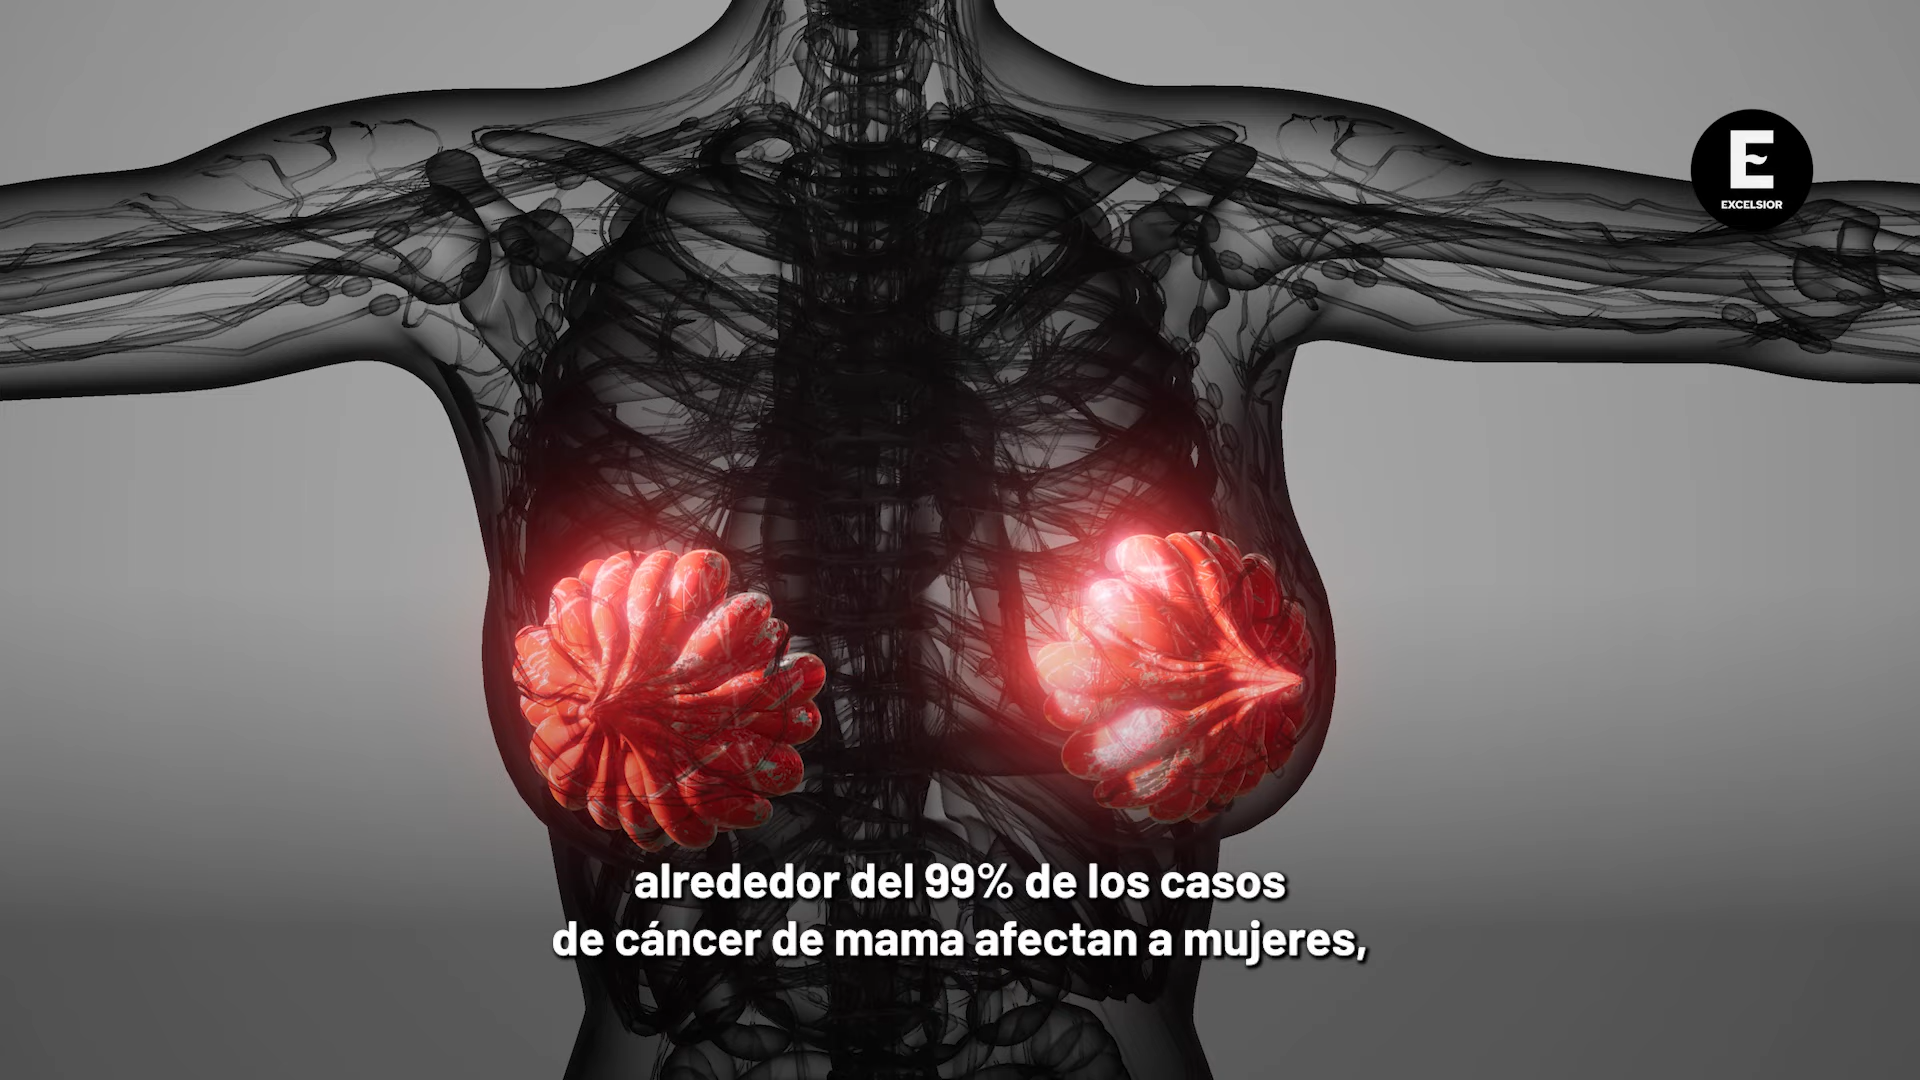 E
EXCELSIOR
alrededor del 99% de los casos
de cáncer de mama afectan a mujeres,